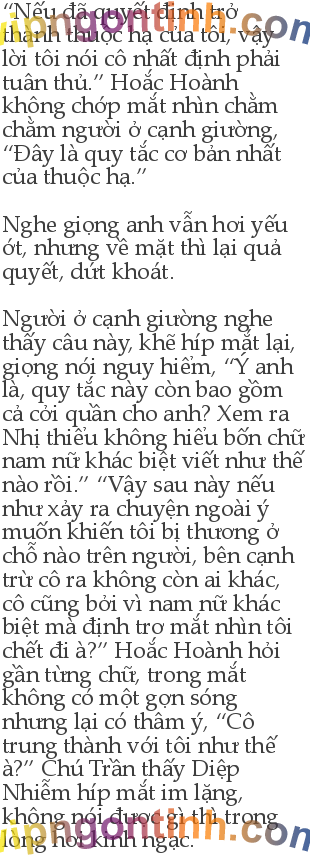 “Nếu đã quyết định trở
thành thuộc hạ của tôi, vậy
lời tôi nói cô nhất định phải
tuân thủ.” Hoắc Hoành
không chớp mắt nhìn chằm
chằm người ở cạnh giường,
“Đây là quy tắc cơ bản nhất
của thuộc hạ.”
Nghe giọng anh vẫn hơi yếu
ớt, nhưng vẻ mặt thì lại quả
quyết, dứt khoát.
Người ở cạnh giường nghe
thấy câu này, khẽ híp mắt lại,
giọng nói nguy hiểm, “Ý anh
là, quy tắc này còn bao gồm
cả cởi quần cho anh? Xem ra
Nhị thiếu không hiểu bốn chữ
nam nữ khác biệt viết như thế
nào rồi.” “Vậy sau này nếu
như xảy ra chuyện ngoài ý
muốn khiến tôi bị thương ở
chỗ nào trên người, bên cạnh
trừ cô ra không còn ai khác,
cô cũng bởi vì nam nữ khác
biệt mà định trơ mắt nhìn tôi
chết đi à?” Hoắc Hoành hỏi
gằn từng chữ, trong mắt
không có một gợn sóng
nhưng lại có thâm ý, “Cô
trung thành với tôi như thế
à?” Chú Trần thấy Diệp
Nhiễm híp mắt im lặng,
không nói được gì thì trong
lòng hơi kinh ngạc.
vipngontinh.com
vipngontinh.com